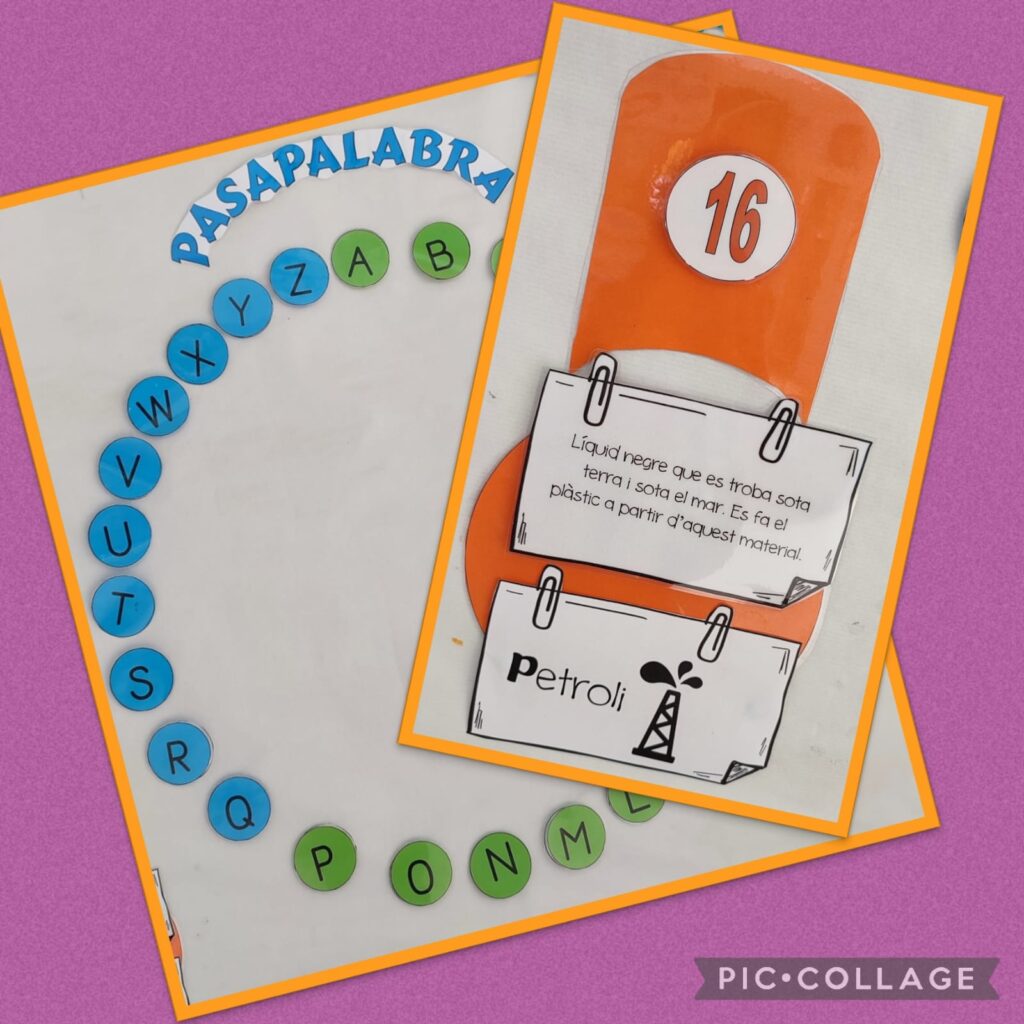 PASAPALABRA
A
B
L
M
N
O
P
Q
R
S
T
U
V
W
X
Y
Z
16
Líquid negre que es troba sota
terra i sota el mar. Es fa el
plàstic a partir d'aquest material.
Petroli
PIC•COLLAGE